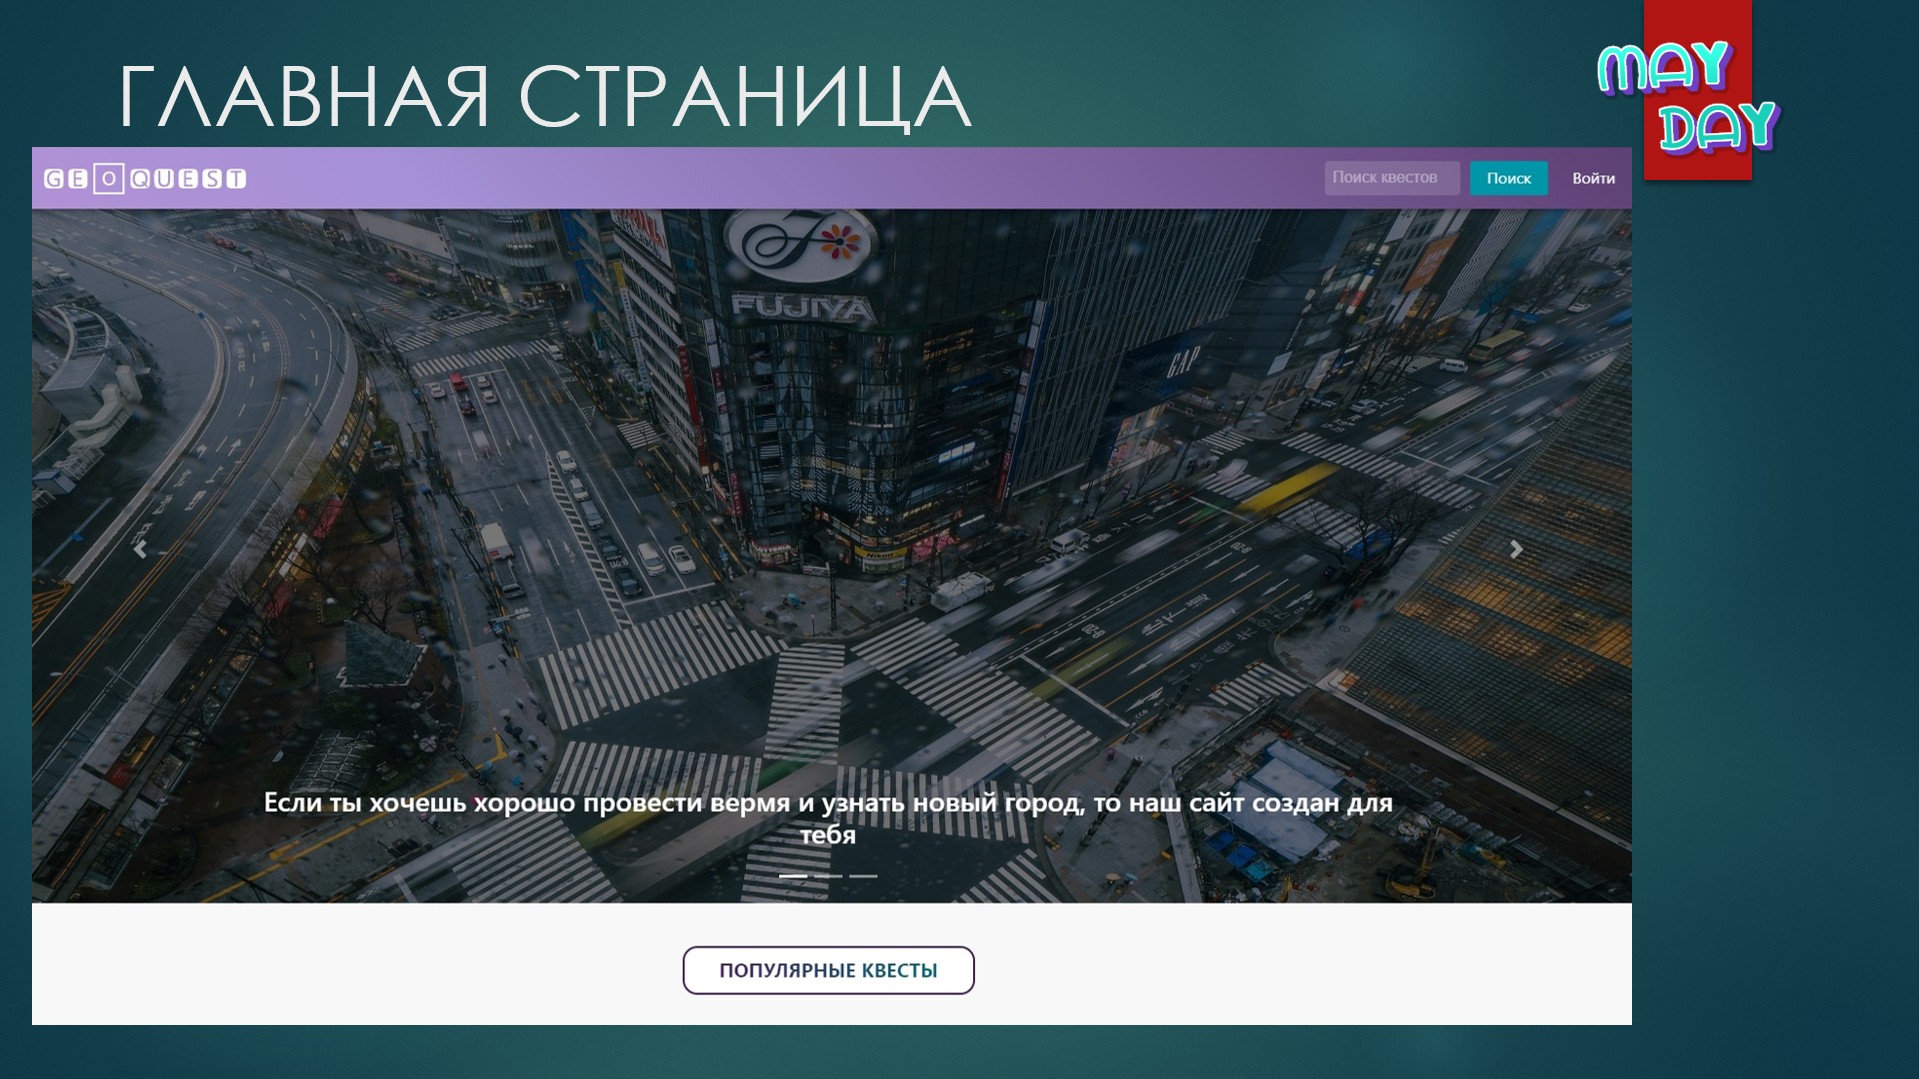 ГЛАВНАЯ СТРАНИЦА
MAY
DAY
GEOQUEST
Поиск квестов
Поиск
Войти
FUJIYA
GAP
Nikon
Если ты хочешь хорошо провести вермя и узнать новый город, то наш сайт создан для
тебя
ПОПУЛЯРНЫЕ КВЕСТЫ